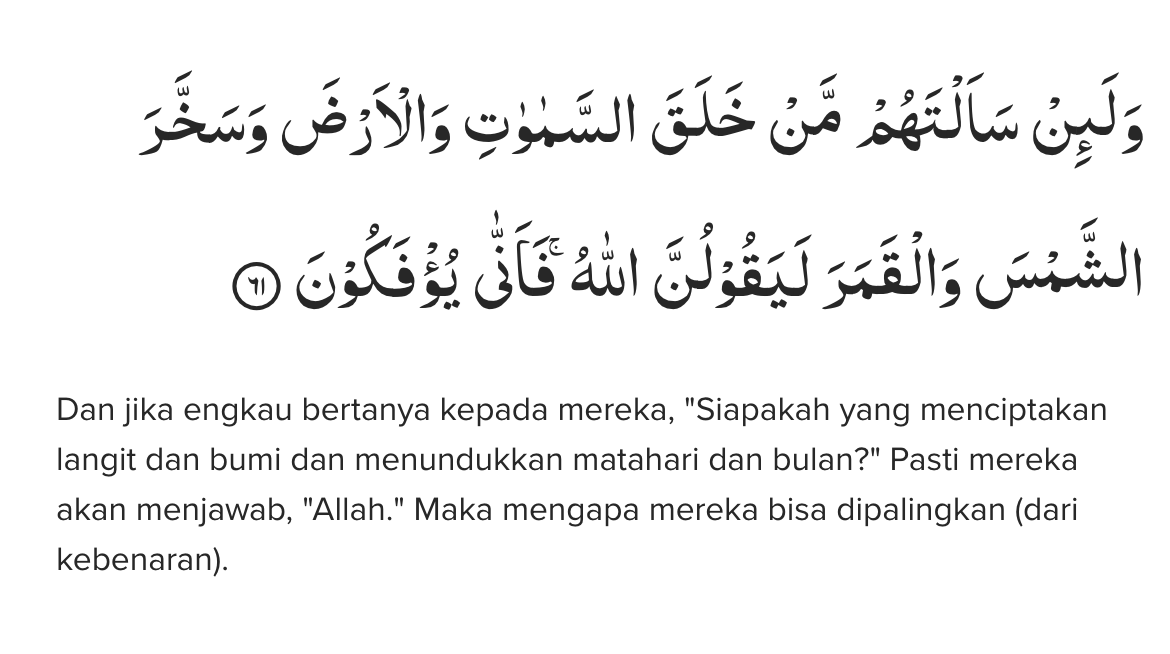 وَلَىِٕنْ سَاَلْتَهُمْ مَّنْ خَلَقَ السَّمٰوٰتِ وَالْاَرْضَ وَسَخَّرَ
الشَّمْسَ وَالْقَمَرَ لَيَقُوْلُنَّ اللّٰهُ ۚفَاَنّٰى يُؤْفَكُوْنَ ٦١
Dan jika engkau bertanya kepada mereka, "Siapakah yang menciptakan
langit dan bumi dan menundukkan matahari dan bulan?" Pasti mereka
akan menjawab, "Allah." Maka mengapa mereka bisa dipalingkan (dari
kebenaran).